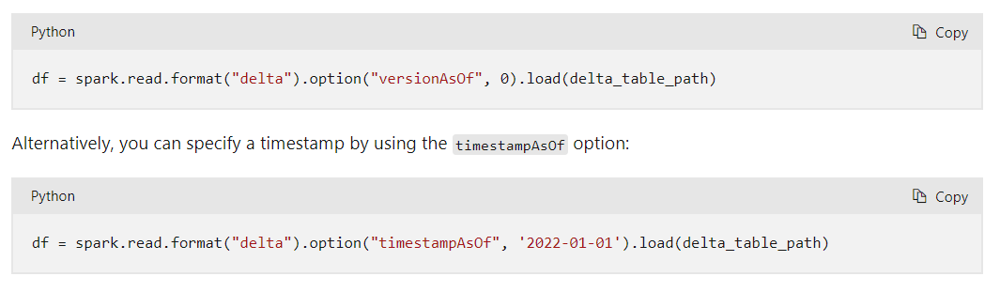 Python
Copy
df = spark.read.format("delta").option("versionAsOf", 0).load(delta_table_path)
Alternatively, you can specify a timestamp by using the timestampAsOf option:
Python
Copy
df = spark.read.format("delta").option("timestampAsOf", '2022-01-01').load(delta_table_path)